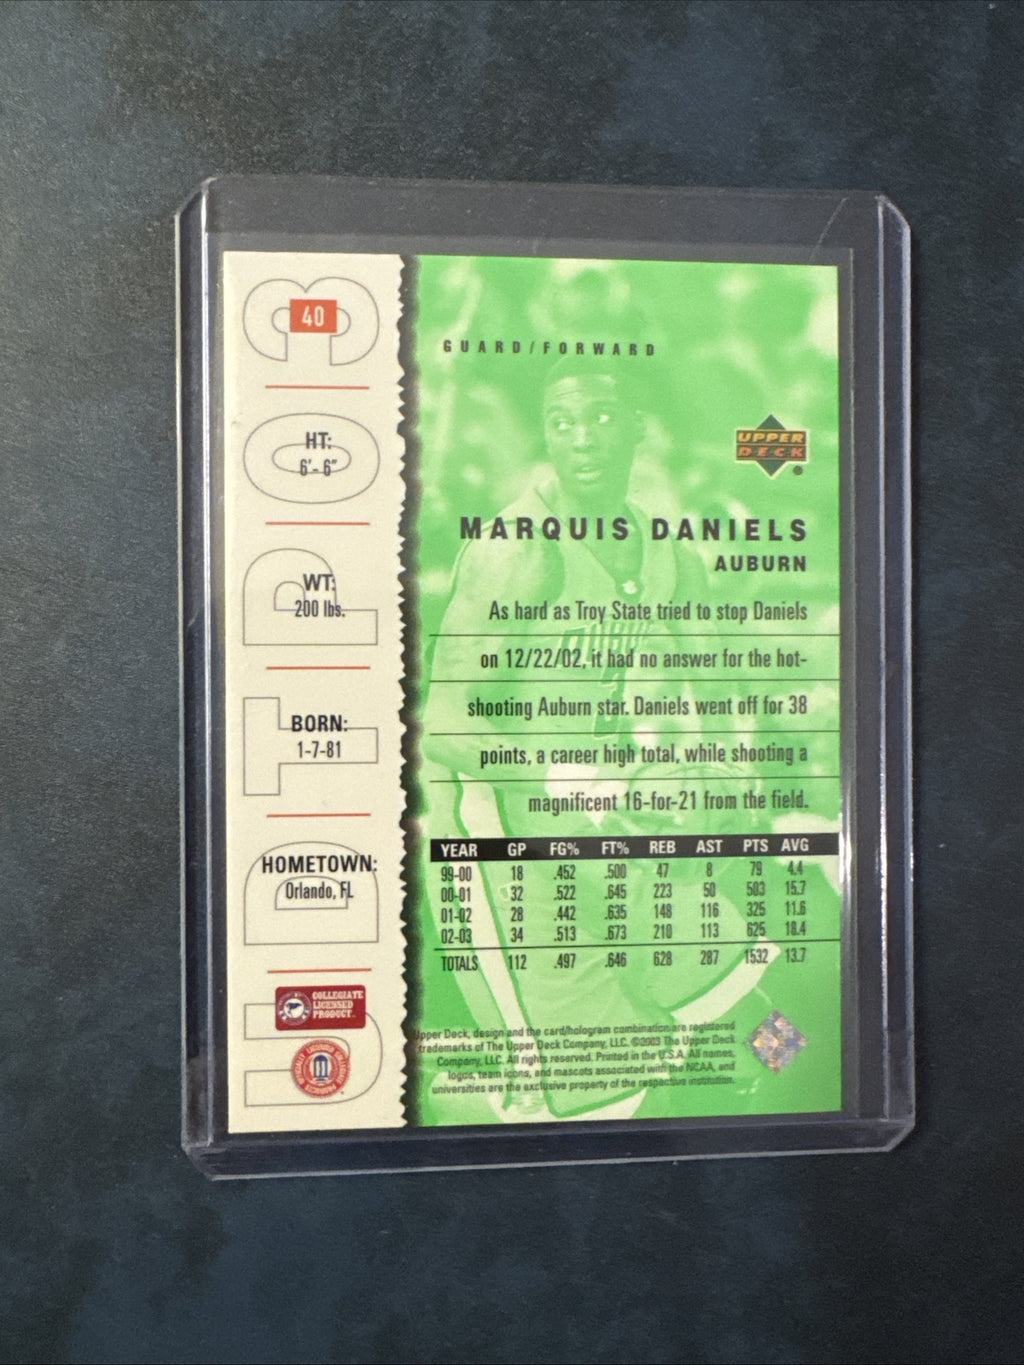 UD TP 03
40
HT:
6'- 6"
WT:
200 lbs.
BORN:
1-7-81
HOMETOWN:
Orlando, FL
COLLEGIATE
LICENSED
PRODUCT™
OFFICIALLY LICENSED COLLEGIATE PRODUCTS
GUARD/FORWARD
UPPER
DECK
®
MARQUIS DANIELS
AUBURN
As hard as Troy State tried to stop Daniels
on 12/22/02, it had no answer for the hot-
shooting Auburn star. Daniels went off for 38
points, a career high total, while shooting a
magnificent 16-for-21 from the field.
YEAR GP FG% FT% REB AST PTS AVG
99-00 18 .452 .500 47 8 79 4.4
00-01 32 .522 .645 223 50 503 15.7
01-02 28 .442 .635 148 116 325 11.6
02-03 34 .513 .673 210 113 625 18.4
TOTALS 112 .497 .646 628 287 1532 13.7
Upper Deck, design and the card/hologram combination are registered
trademarks of The Upper Deck Company, LLC. ©2003 The Upper Deck
Company, LLC. All rights reserved. Printed in the U.S.A. All names,
logos, team icons, and mascots associated with the NCAA, and
universities are the exclusive property of the respective institution.